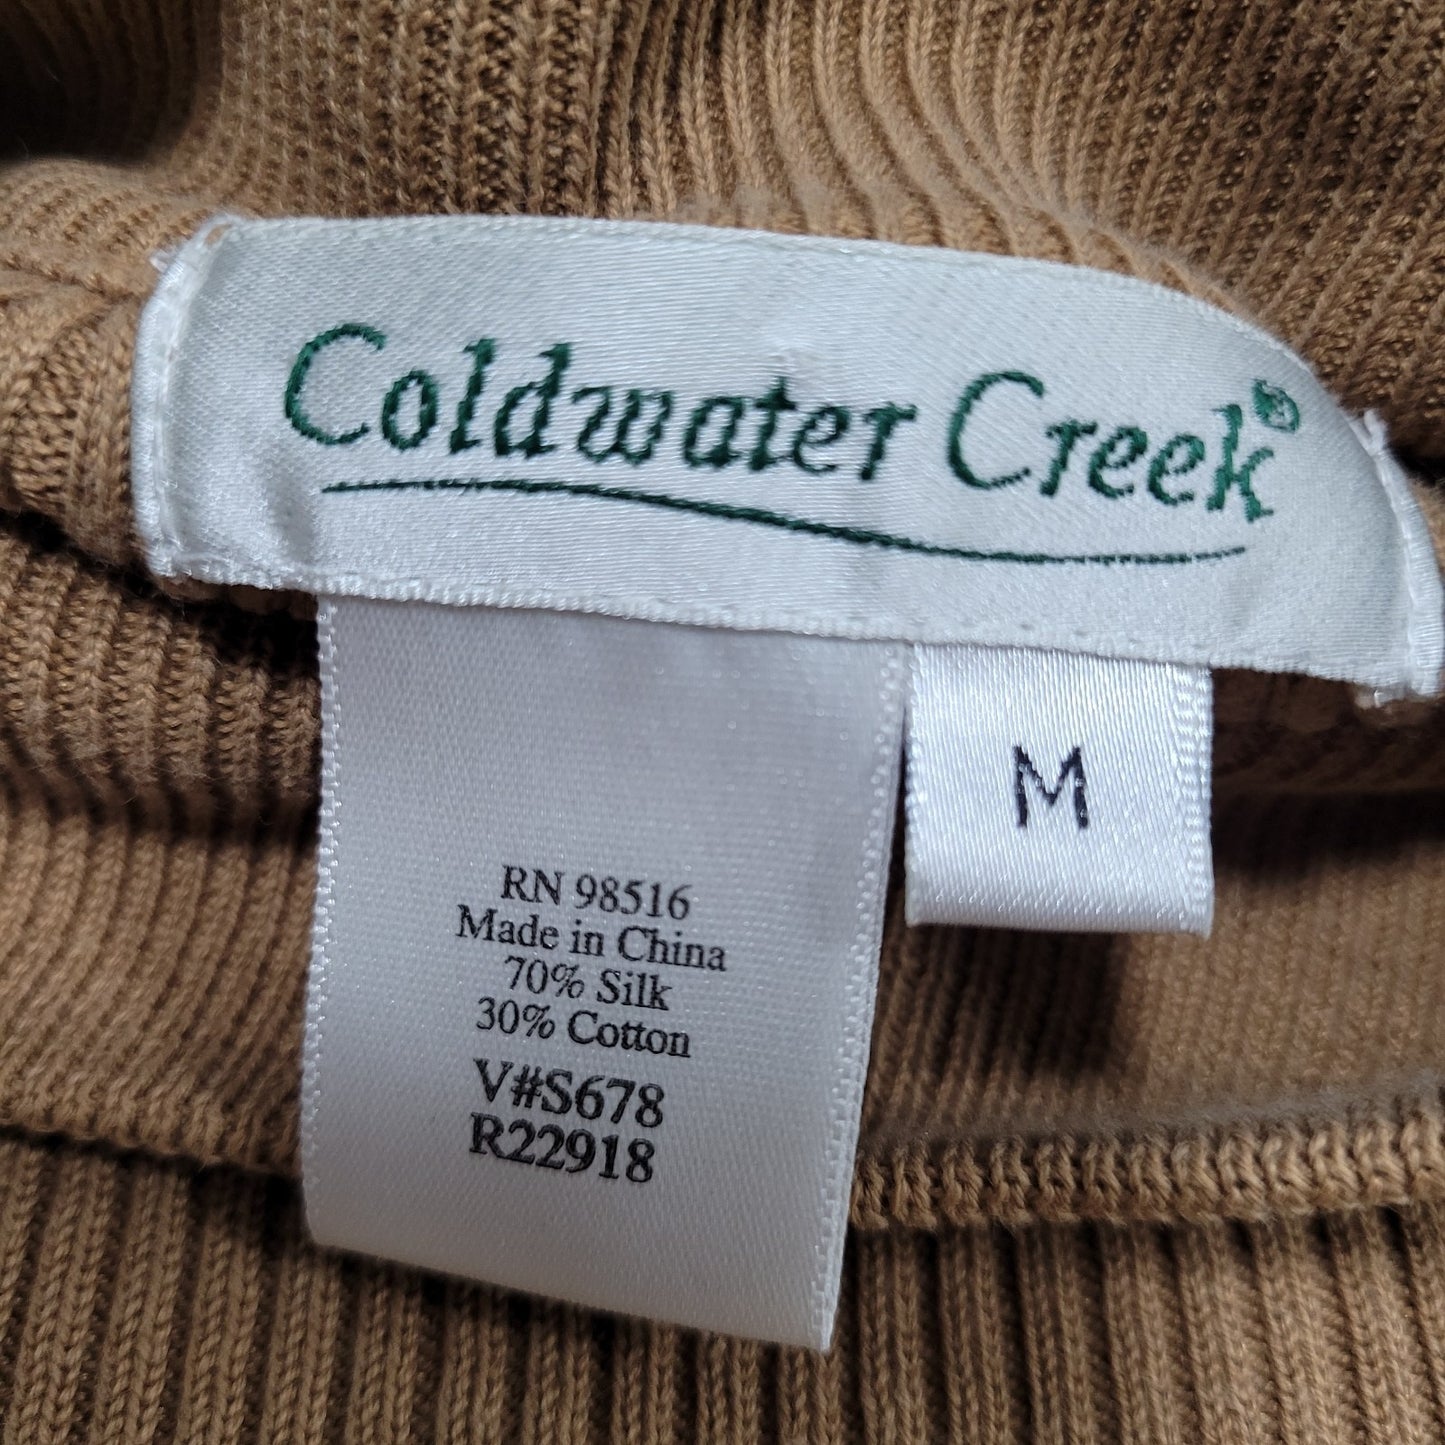 Coldwater Creek®
M
RN 98516
Made in China
70% Silk
30% Cotton
V#S678
R22918